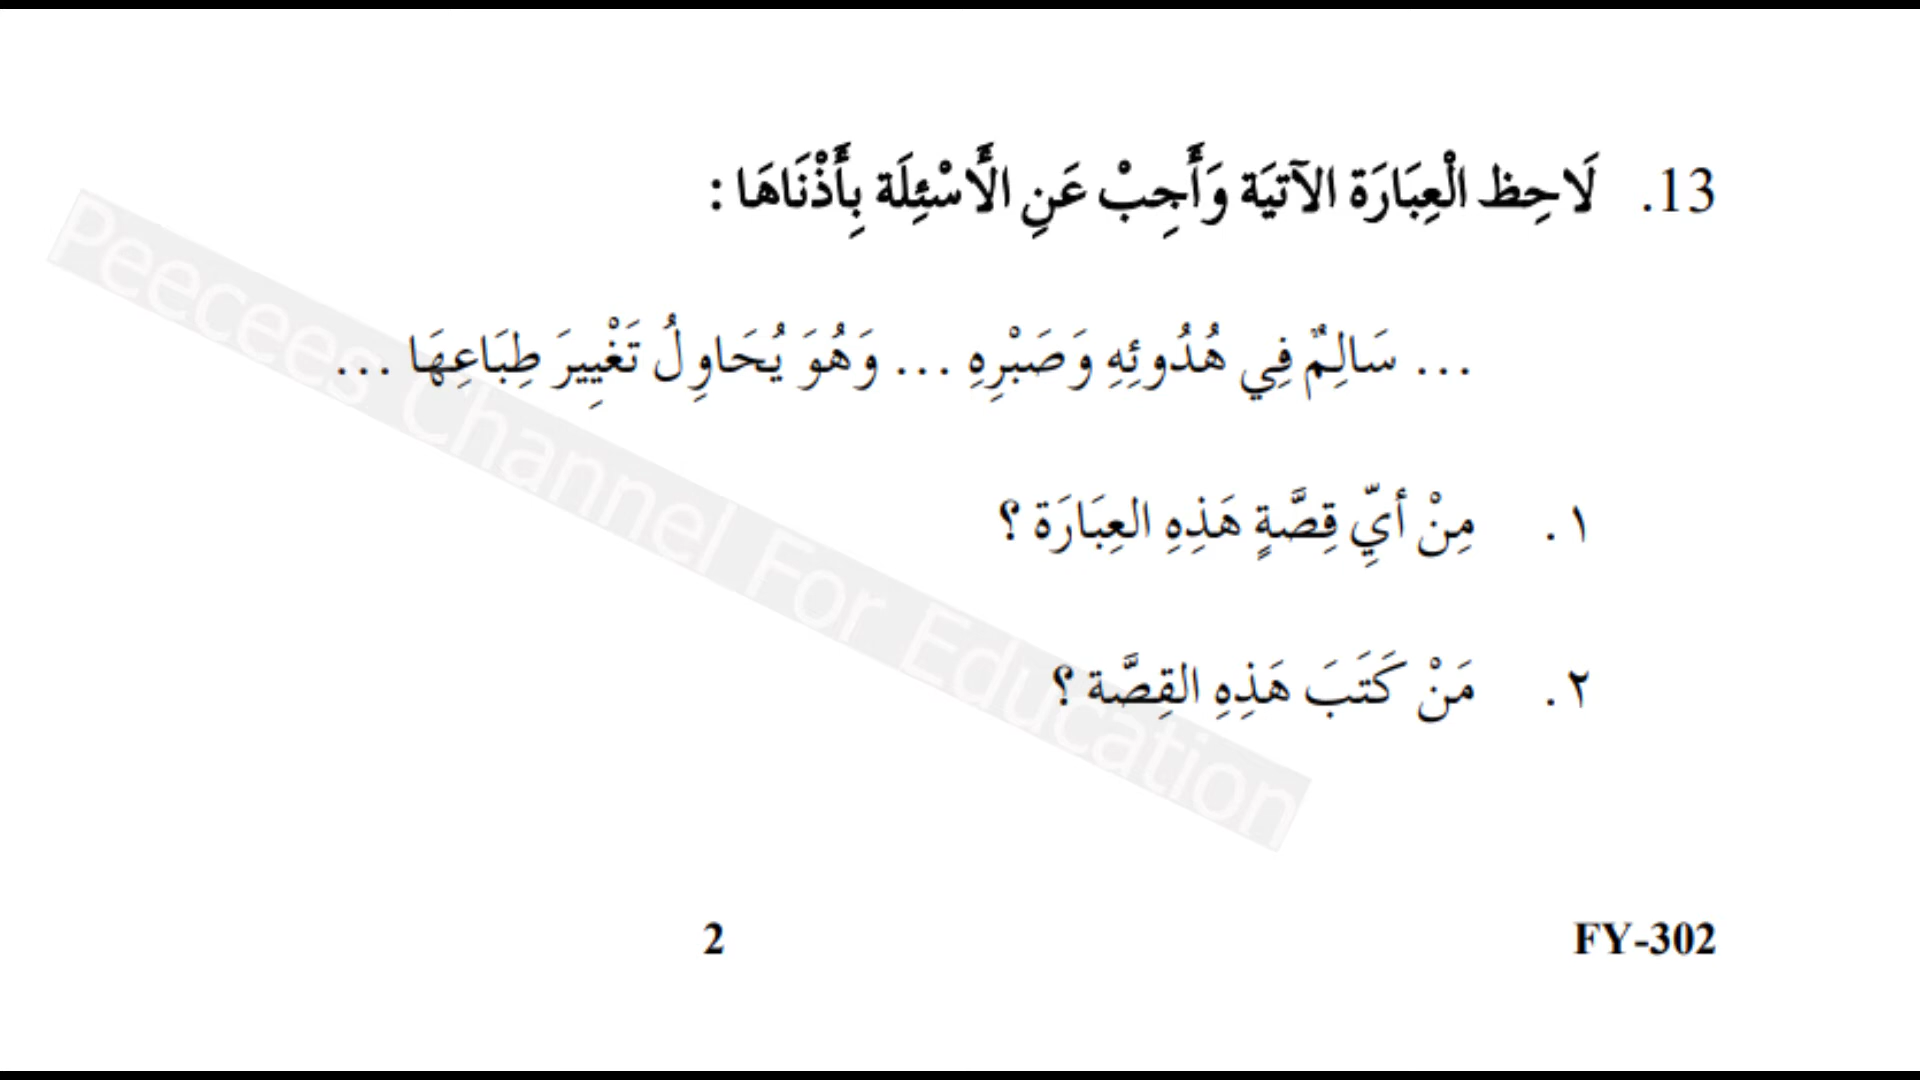 13. لَاحِظ الْعِبَارَة الآتيَة وَأَجِبْ عَنِ الْأَسْئِلَة بِأَذْنَاهَا :
... سَالِمٌ فِي هُدُوئِهِ وَصَبْرِهِ ... وَهُوَ يُحَاوِلُ تَغْيِيرَ طِبَاعِهَا ...
١. مِنْ أيِّ قِصَّةٍ هَذِهِ العِبَارَة ؟
٢. مَنْ كَتَبَ هَذِهِ القِصَّة ؟
Peecees Channel For Education
2 FY-302